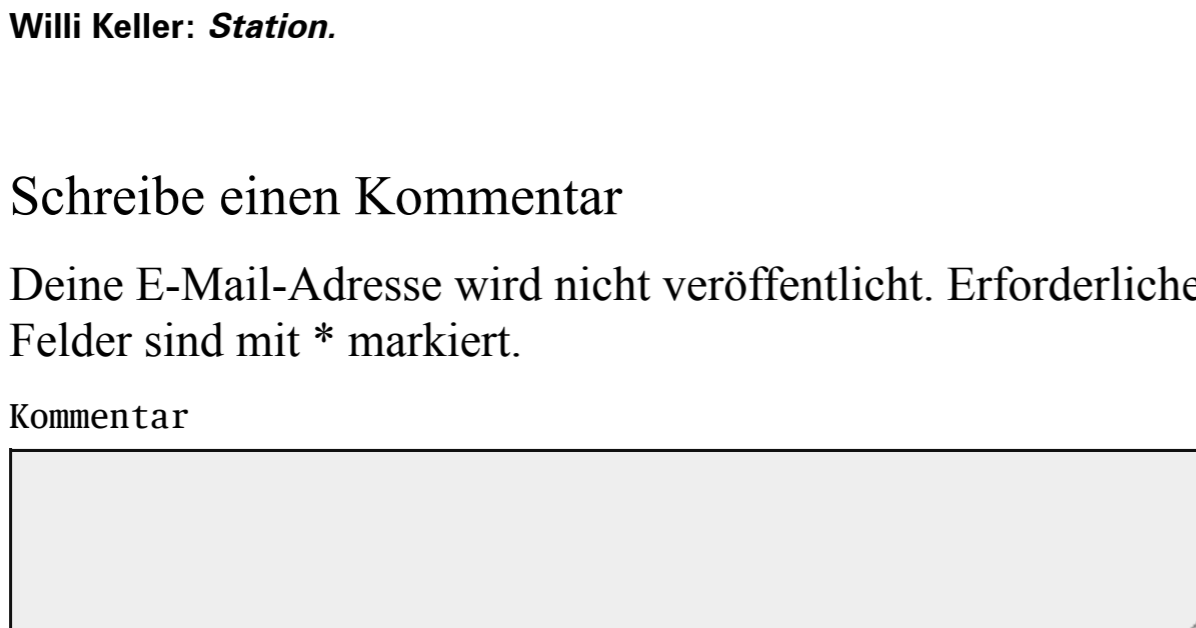 Willi Keller: Station.
Schreibe einen Kommentar
Deine E-Mail-Adresse wird nicht veröffentlicht. Erforderliche
Felder sind mit * markiert.
Kommentar